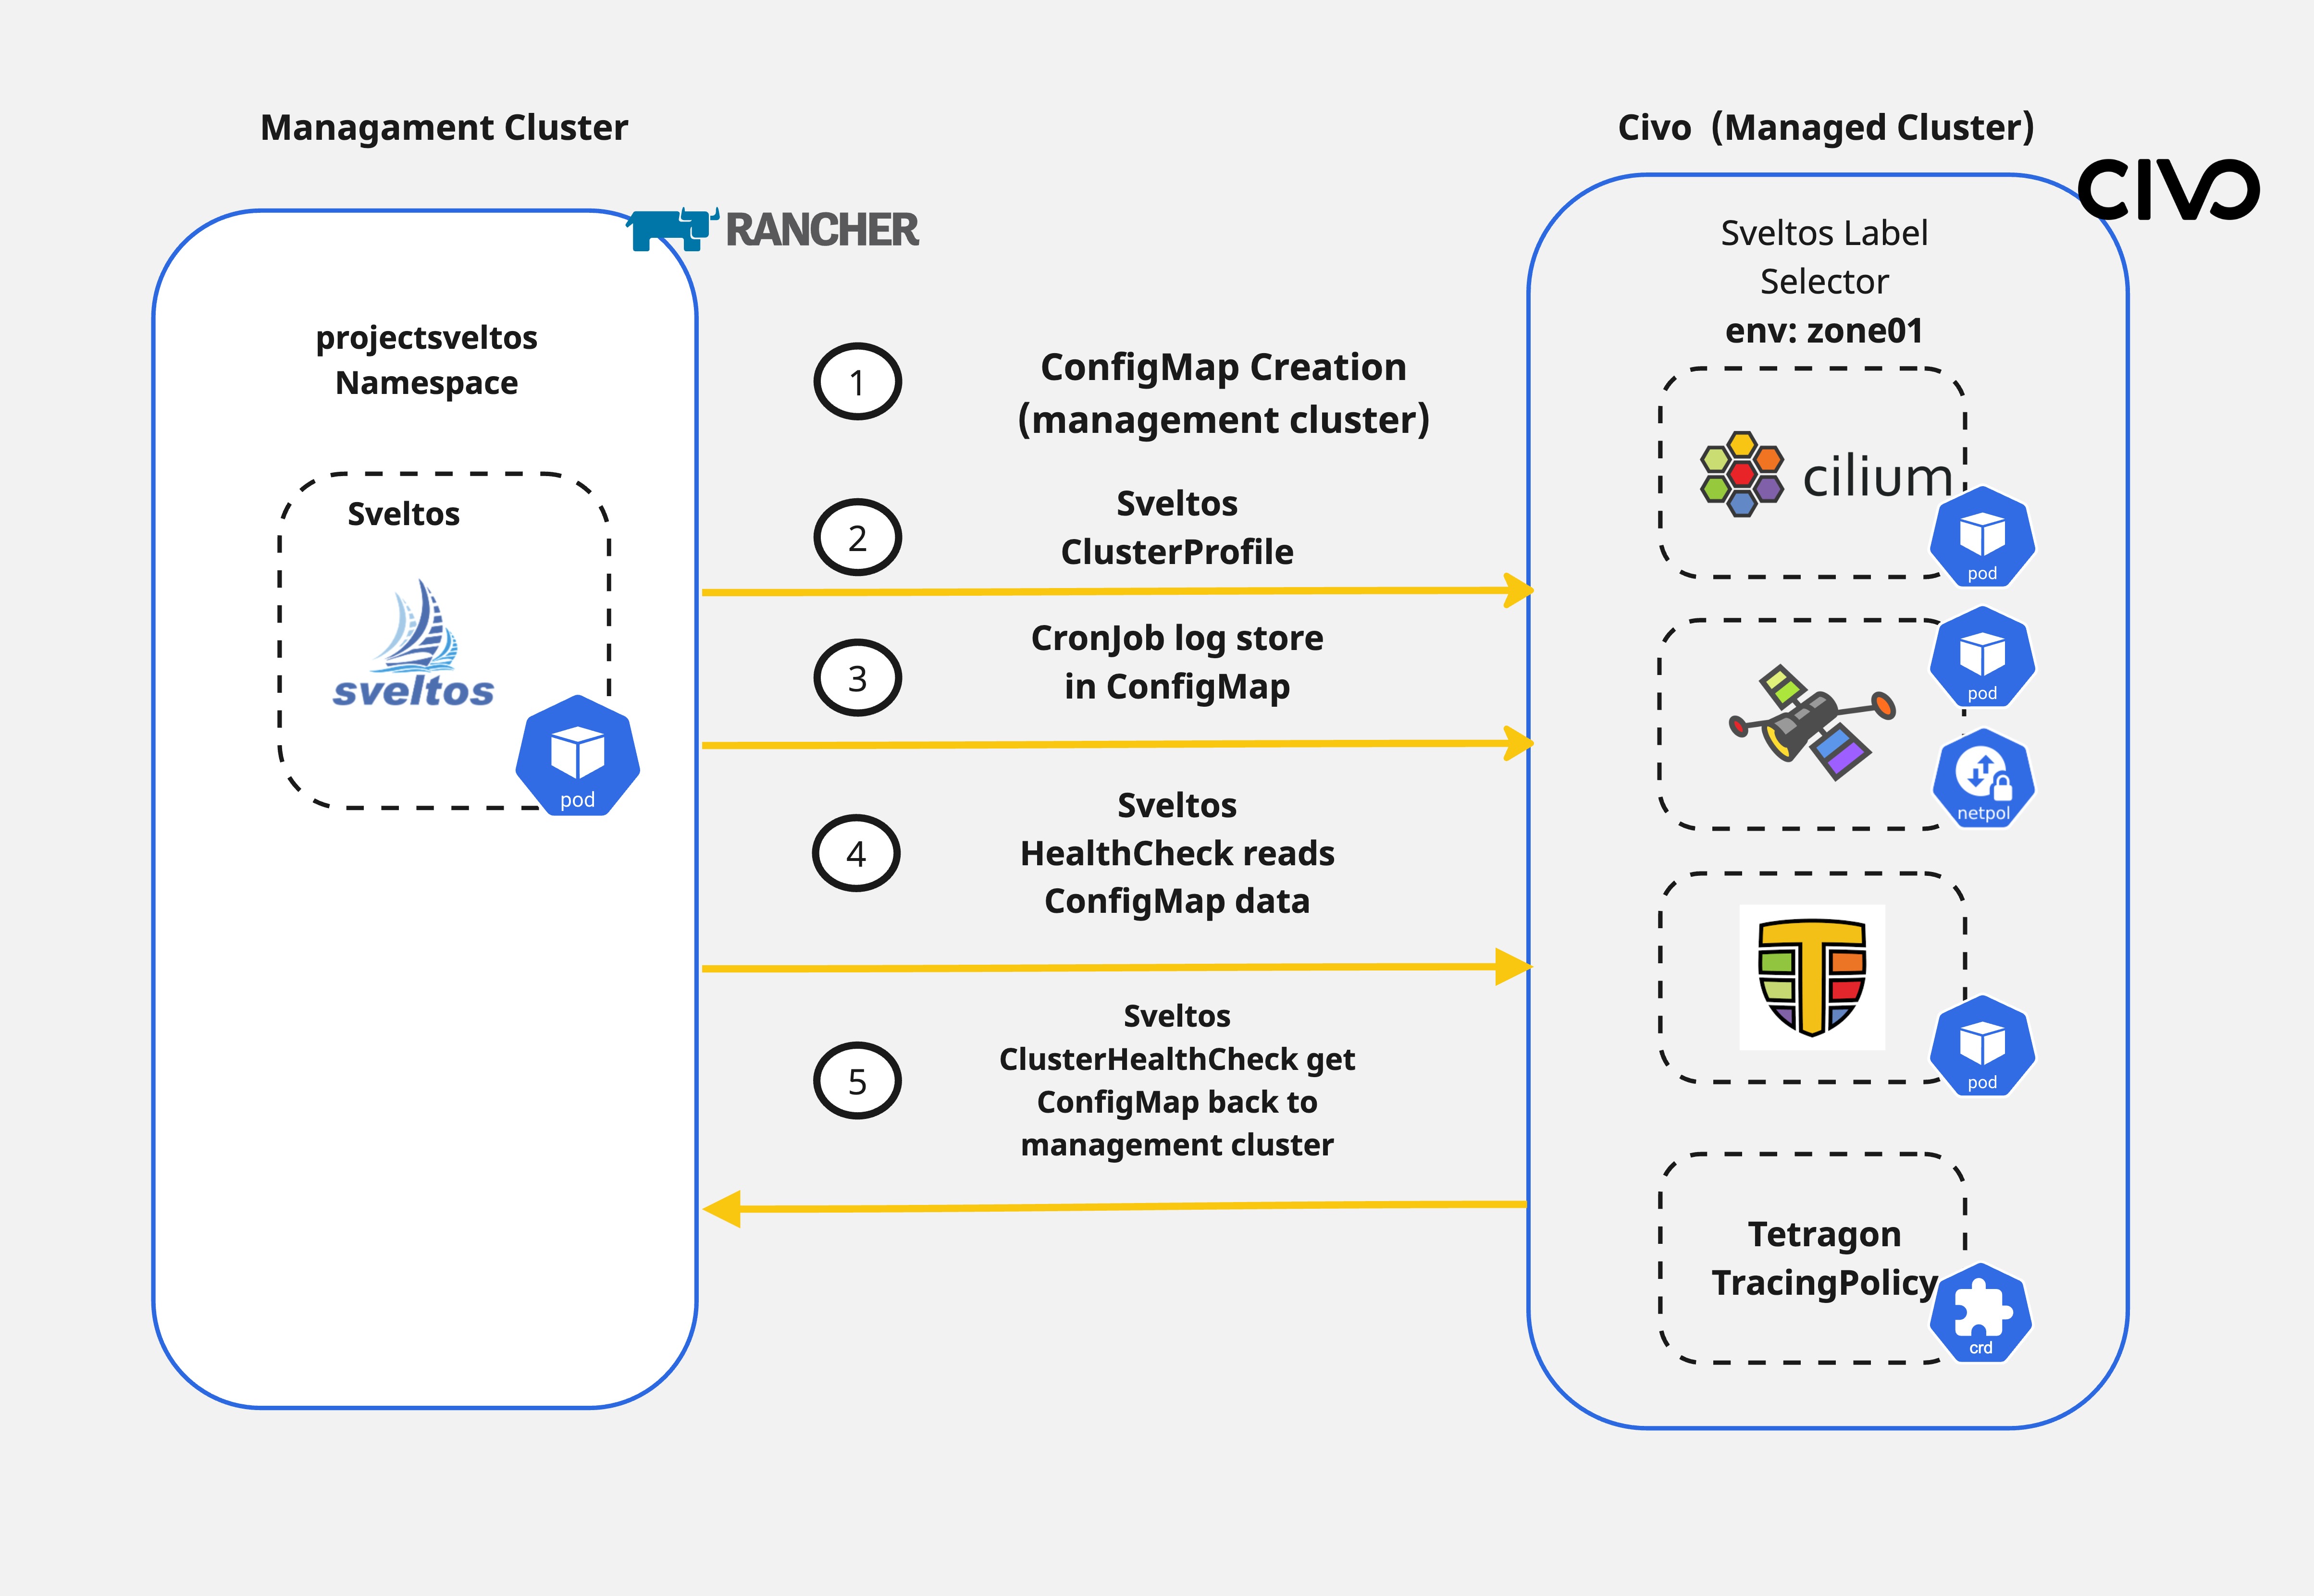 Managament Cluster
RANCHER
projectsveltos
Namespace
Sveltos
sveltos
pod
1
ConfigMap Creation
(management cluster)
2
Sveltos
ClusterProfile
3
CronJob log store
in ConfigMap
4
Sveltos
HealthCheck reads
ConfigMap data
5
Sveltos
ClusterHealthCheck get
ConfigMap back to
management cluster
Civo (Managed Cluster)
CIVO
Sveltos Label
Selector
env: zone01
cilium
pod
pod
netpol
pod
Tetragon
TracingPolicy
crd